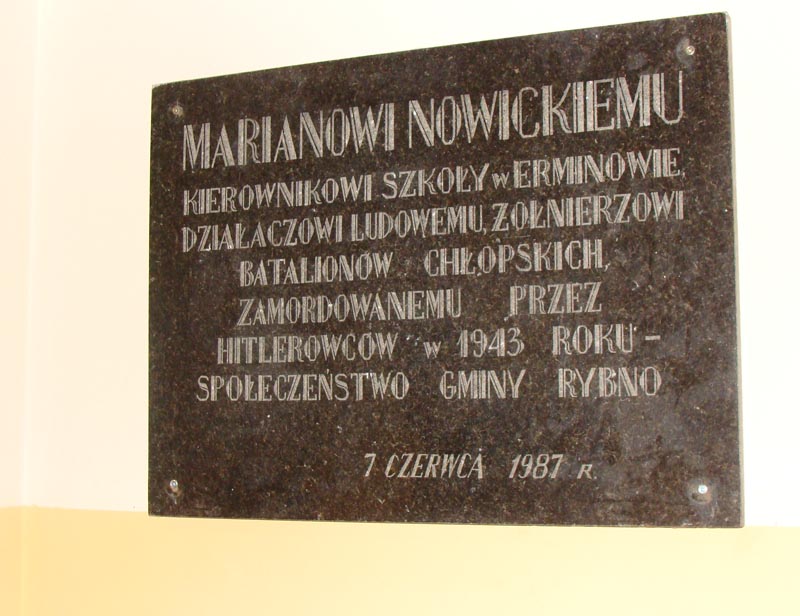 MARIANOWI NOWICKIEMU
KIEROWNIKOWI SZKOŁY w ERMINOWIE,
DZIAŁACZOWI LUDOWEMU, ŻOŁNIERZOWI
BATALIONÓW CHŁOPSKICH,
ZAMORDOWANEMU PRZEZ
HITLEROWCÓW w 1943 ROKU –
SPOŁECZEŃSTWO GMINY RYBNO
7 CZERWCA 1987 R.